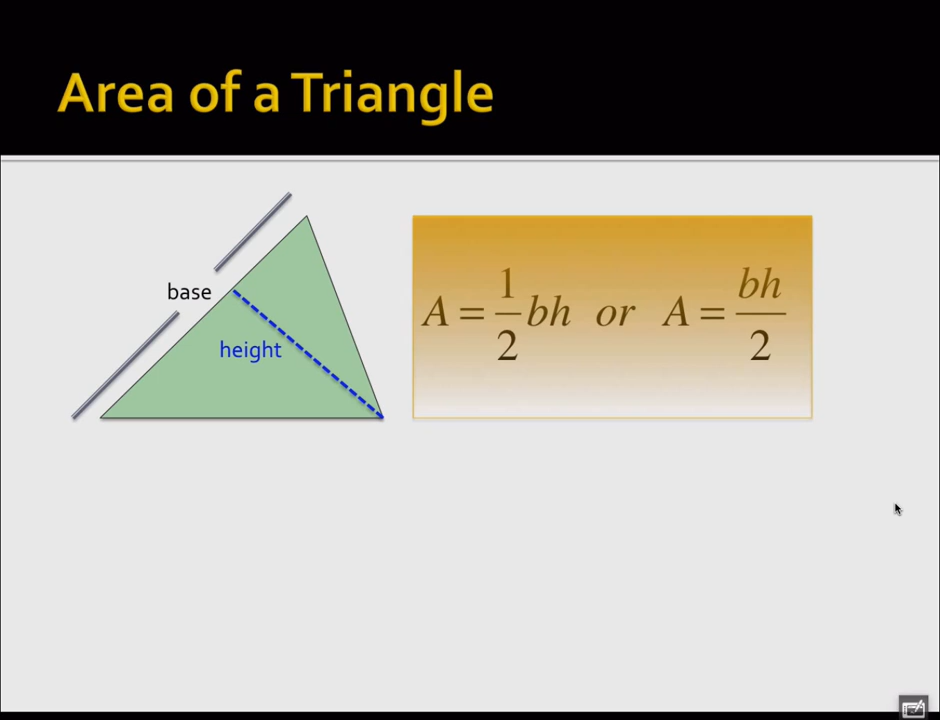 Area of a Triangle
base
height
A = 1/2 bh or A = bh/2